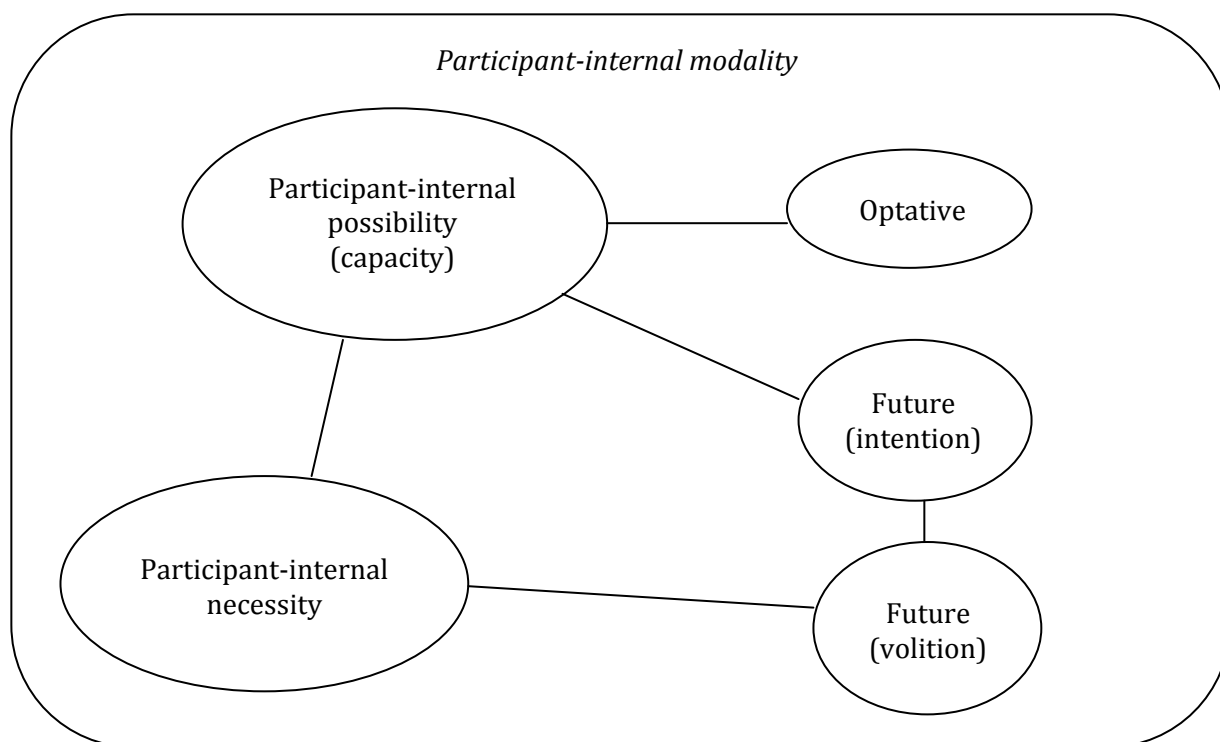 Participant-internal modality
Participant-internal
possibility
(capacity)
Optative
Future
(intention)
Participant-internal
necessity
Future
(volition)